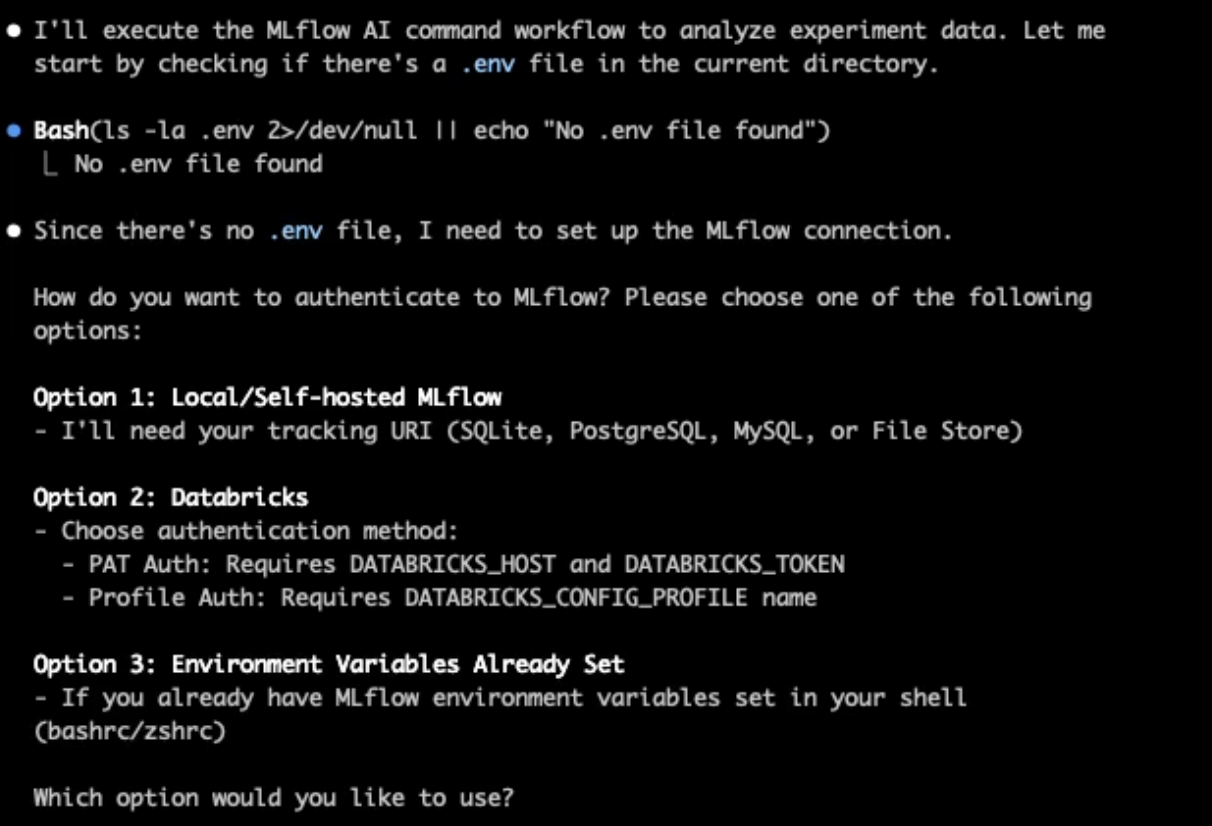 ● I'll execute the MLflow AI command workflow to analyze experiment data. Let me
start by checking if there's a .env file in the current directory.
● Bash(ls -la .env 2>/dev/null || echo "No .env file found")
⎿ No .env file found
● Since there's no .env file, I need to set up the MLflow connection.
How do you want to authenticate to MLflow? Please choose one of the following
options:
Option 1: Local/Self-hosted MLflow
- I'll need your tracking URI (SQLite, PostgreSQL, MySQL, or File Store)
Option 2: Databricks
- Choose authentication method:
- PAT Auth: Requires DATABRICKS_HOST and DATABRICKS_TOKEN
- Profile Auth: Requires DATABRICKS_CONFIG_PROFILE name
Option 3: Environment Variables Already Set
- If you already have MLflow environment variables set in your shell
(bashrc/zshrc)
Which option would you like to use?